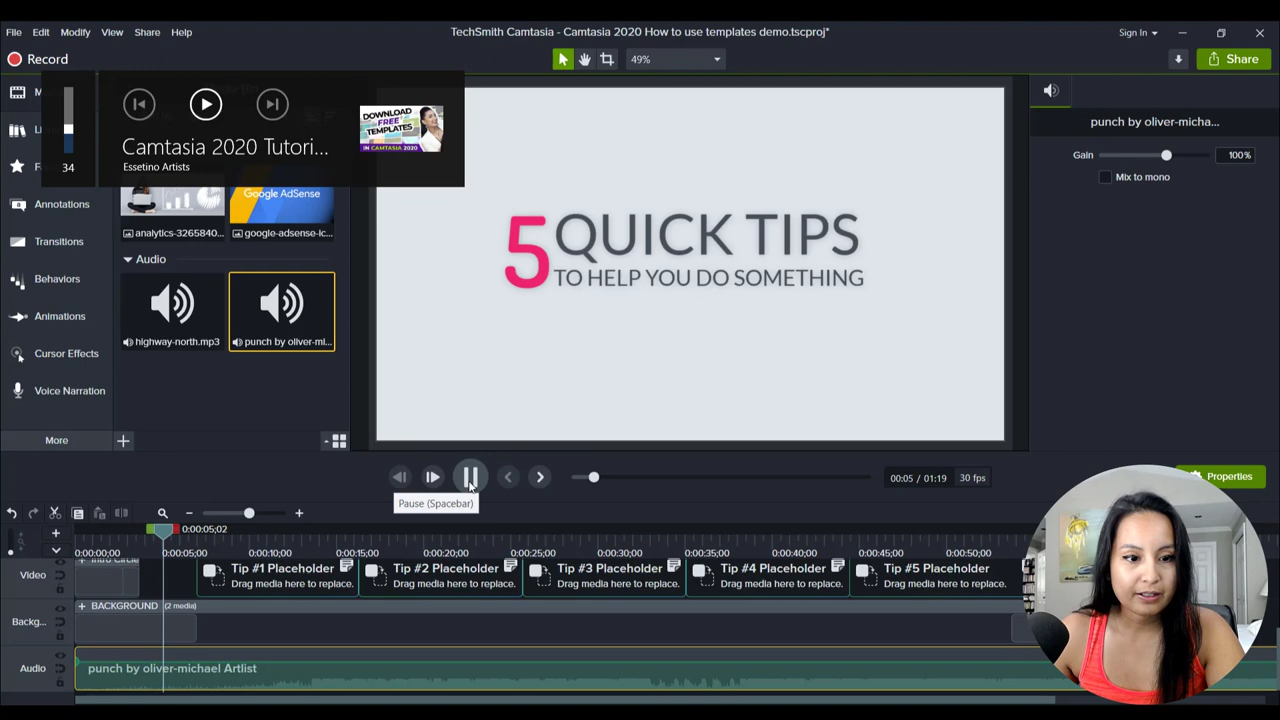 File Edit Modify View Share Help
TechSmith Camtasia - Camtasia 2020 How to use templates demo.tscproj*
Sign In
Record
49%
Share
34
Camtasia 2020 Tutori...
Essetino Artists
DOWNLOAD
FREE
TEMPLATES
IN CAMTASIA 2020
punch by oliver-micha...
Gain 100%
Mix to mono
Annotations
Transitions
Behaviors
Animations
Cursor Effects
Voice Narration
More
Google AdSense
analytics-3265840...
google-adsense-lc...
Audio
highway-north.mp3
punch by oliver-mi...
5 QUICK TIPS
TO HELP YOU DO SOMETHING
Pause (Spacebar)
00:05 / 01:19 30 fps
Properties
0:00:05;02
0:00:00;00 0:00:05;00 0:00:10;00 0:00:15;00 0:00:20;00 0:00:25;00 0:00:30;00 0:00:35;00 0:00:40;00 0:00:45;00 0:00:50;00
Video
Tip #1 Placeholder
Drag media here to replace.
Tip #2 Placeholder
Drag media here to replace.
Tip #3 Placeholder
Drag media here to replace.
Tip #4 Placeholder
Drag media here to replace.
Tip #5 Placeholder
Drag media here to replace.
BACKGROUND (2 media)
Backg...
Audio
punch by oliver-michael Artlist